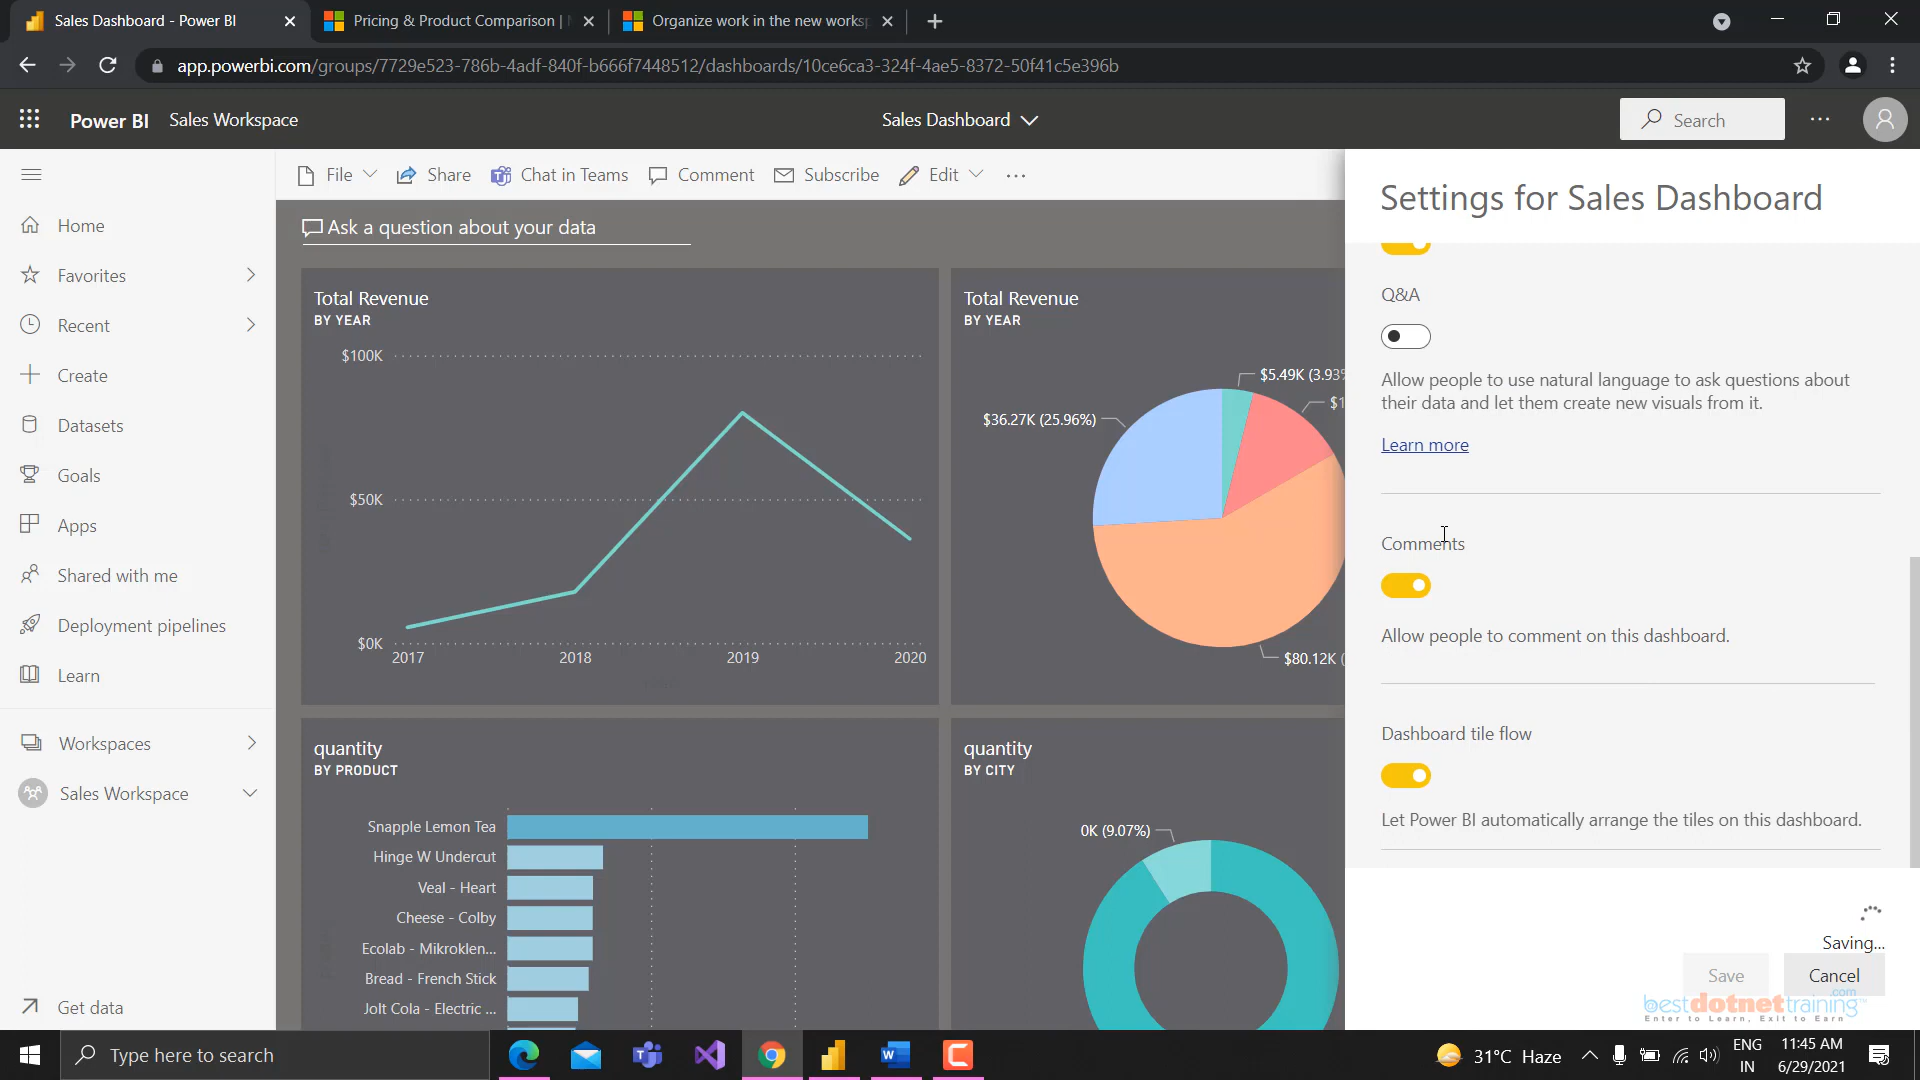 Sales Dashboard - Power BI
Pricing & Product Comparison |
Organize work in the new worksp
app.powerbi.com/groups/7729e523-786b-4adf-840f-b666f7448512/dashboards/10ce6ca3-324f-4ae5-8372-50f41c5e396b
Power BI Sales Workspace
Sales Dashboard
Search
File
Share
Chat in Teams
Comment
Subscribe
Edit
Settings for Sales Dashboard
Home
Favorites
Recent
Create
Datasets
Goals
Apps
Shared with me
Deployment pipelines
Learn
Workspaces
Sales Workspace
Get data
Ask a question about your data
Total Revenue
BY YEAR
$100K
$50K
$0K
2017
2018
2019
2020
Total Revenue
BY YEAR
$5.49K (3.93%
$1
$36.27K (25.96%)
$80.12K (
quantity
BY PRODUCT
Snapple Lemon Tea
Hinge W Undercut
Veal - Heart
Cheese - Colby
Ecolab - Mikroklen...
Bread - French Stick
Jolt Cola - Electric ...
quantity
BY CITY
0K (9.07%)
Q&A
Allow people to use natural language to ask questions about
their data and let them create new visuals from it.
Learn more
Comments
Allow people to comment on this dashboard.
Dashboard tile flow
Let Power BI automatically arrange the tiles on this dashboard.
Saving...
Save
Cancel
bestdotnettraining.com
Enter to Learn, Exit to Earn
Type here to search
31°C Haze
ENG
IN
11:45 AM
6/29/2021